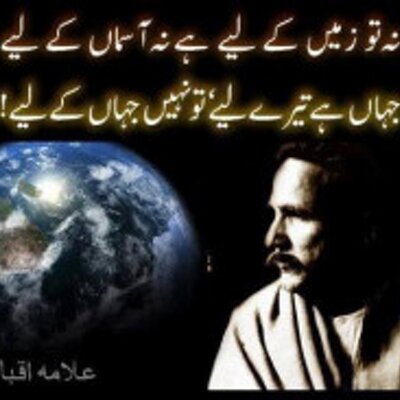 نہ تو زمیں کے لیے ہے نہ آسماں کے لیے
جہاں ہے تیرے لیے، تو نہیں جہاں کے لیے!
علامہ اقبا